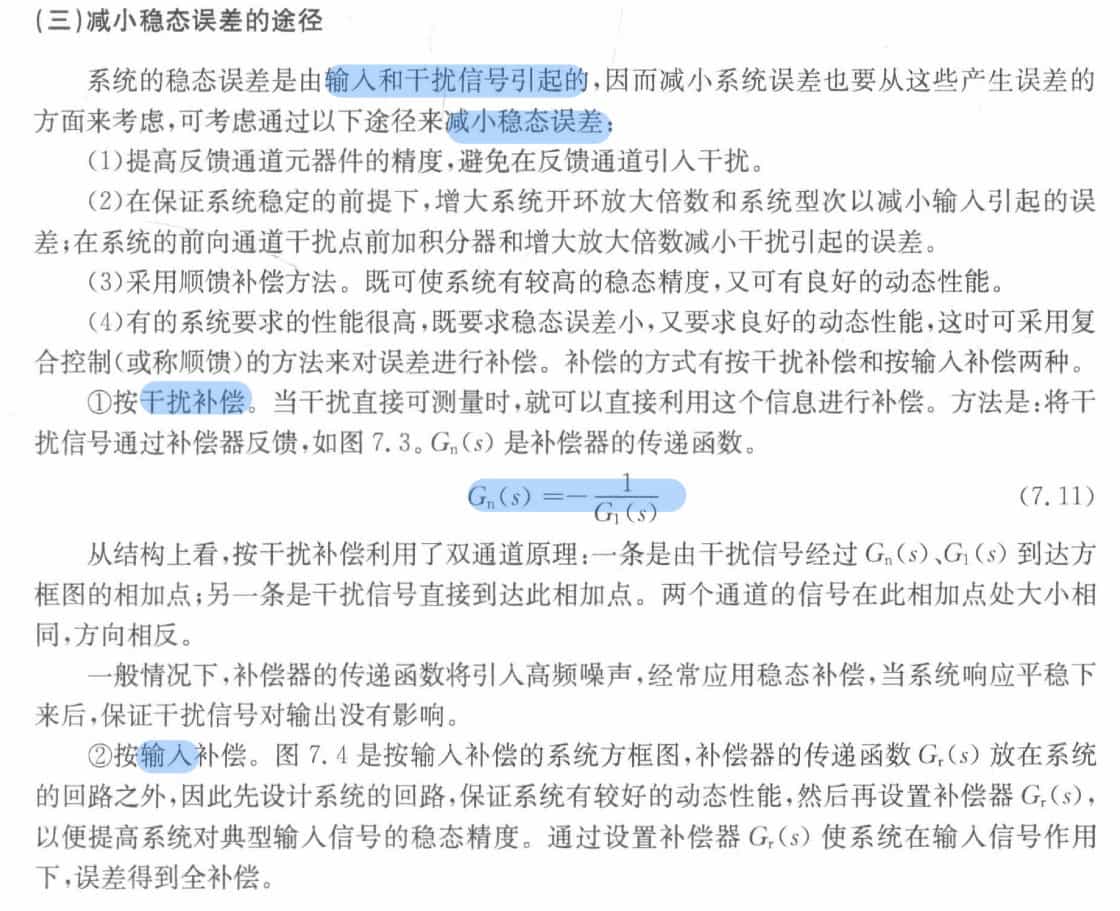 (三)减小稳态误差的途径
系统的稳态误差是由输入和干扰信号引起的,因而减小系统误差也要从这些产生误差的
方面来考虑,可考虑通过以下途径来减小稳态误差:
(1)提高反馈通道元器件的精度,避免在反馈通道引入干扰。
(2)在保证系统稳定的前提下,增大系统开环放大倍数和系统型次以减小输入引起的误
差;在系统的前向通道干扰点前加积分器和增大放大倍数减小干扰引起的误差。
(3)采用顺馈补偿方法。既可使系统有较高的稳态精度,又可有良好的动态性能。
(4)有的系统要求的性能很高,既要求稳态误差小,又要求良好的动态性能,这时可采用复
合控制(或称顺馈)的方法来对误差进行补偿。补偿的方式有按干扰补偿和按输入补偿两种。
①按干扰补偿。当干扰直接可测量时,就可以直接利用这个信息进行补偿。方法是:将干
扰信号通过补偿器反馈,如图 7.3。Gn(s) 是补偿器的传递函数。
Gn(s) =− 1/G1(s) (7.11)
从结构上看,按干扰补偿利用了双通道原理:一条是由干扰信号经过 Gn(s)、G1(s) 到达方
框图的相加点;另一条是干扰信号直接到达此相加点。两个通道的信号在此相加点处大小相
同,方向相反。
一般情况下,补偿器的传递函数将引入高频噪声,经常应用稳态补偿,当系统响应平稳下
来后,保证干扰信号对输出没有影响。
②按输入补偿。图 7.4 是按输入补偿的系统方框图,补偿器的传递函数 Gr(s) 放在系统
的回路之外,因此先设计系统的回路,保证系统有较好的动态性能,然后再设置补偿器 Gr(s),
以便提高系统对典型输入信号的稳态精度。通过设置补偿器 Gr(s) 使系统在输入信号作用
下,误差得到全补偿。